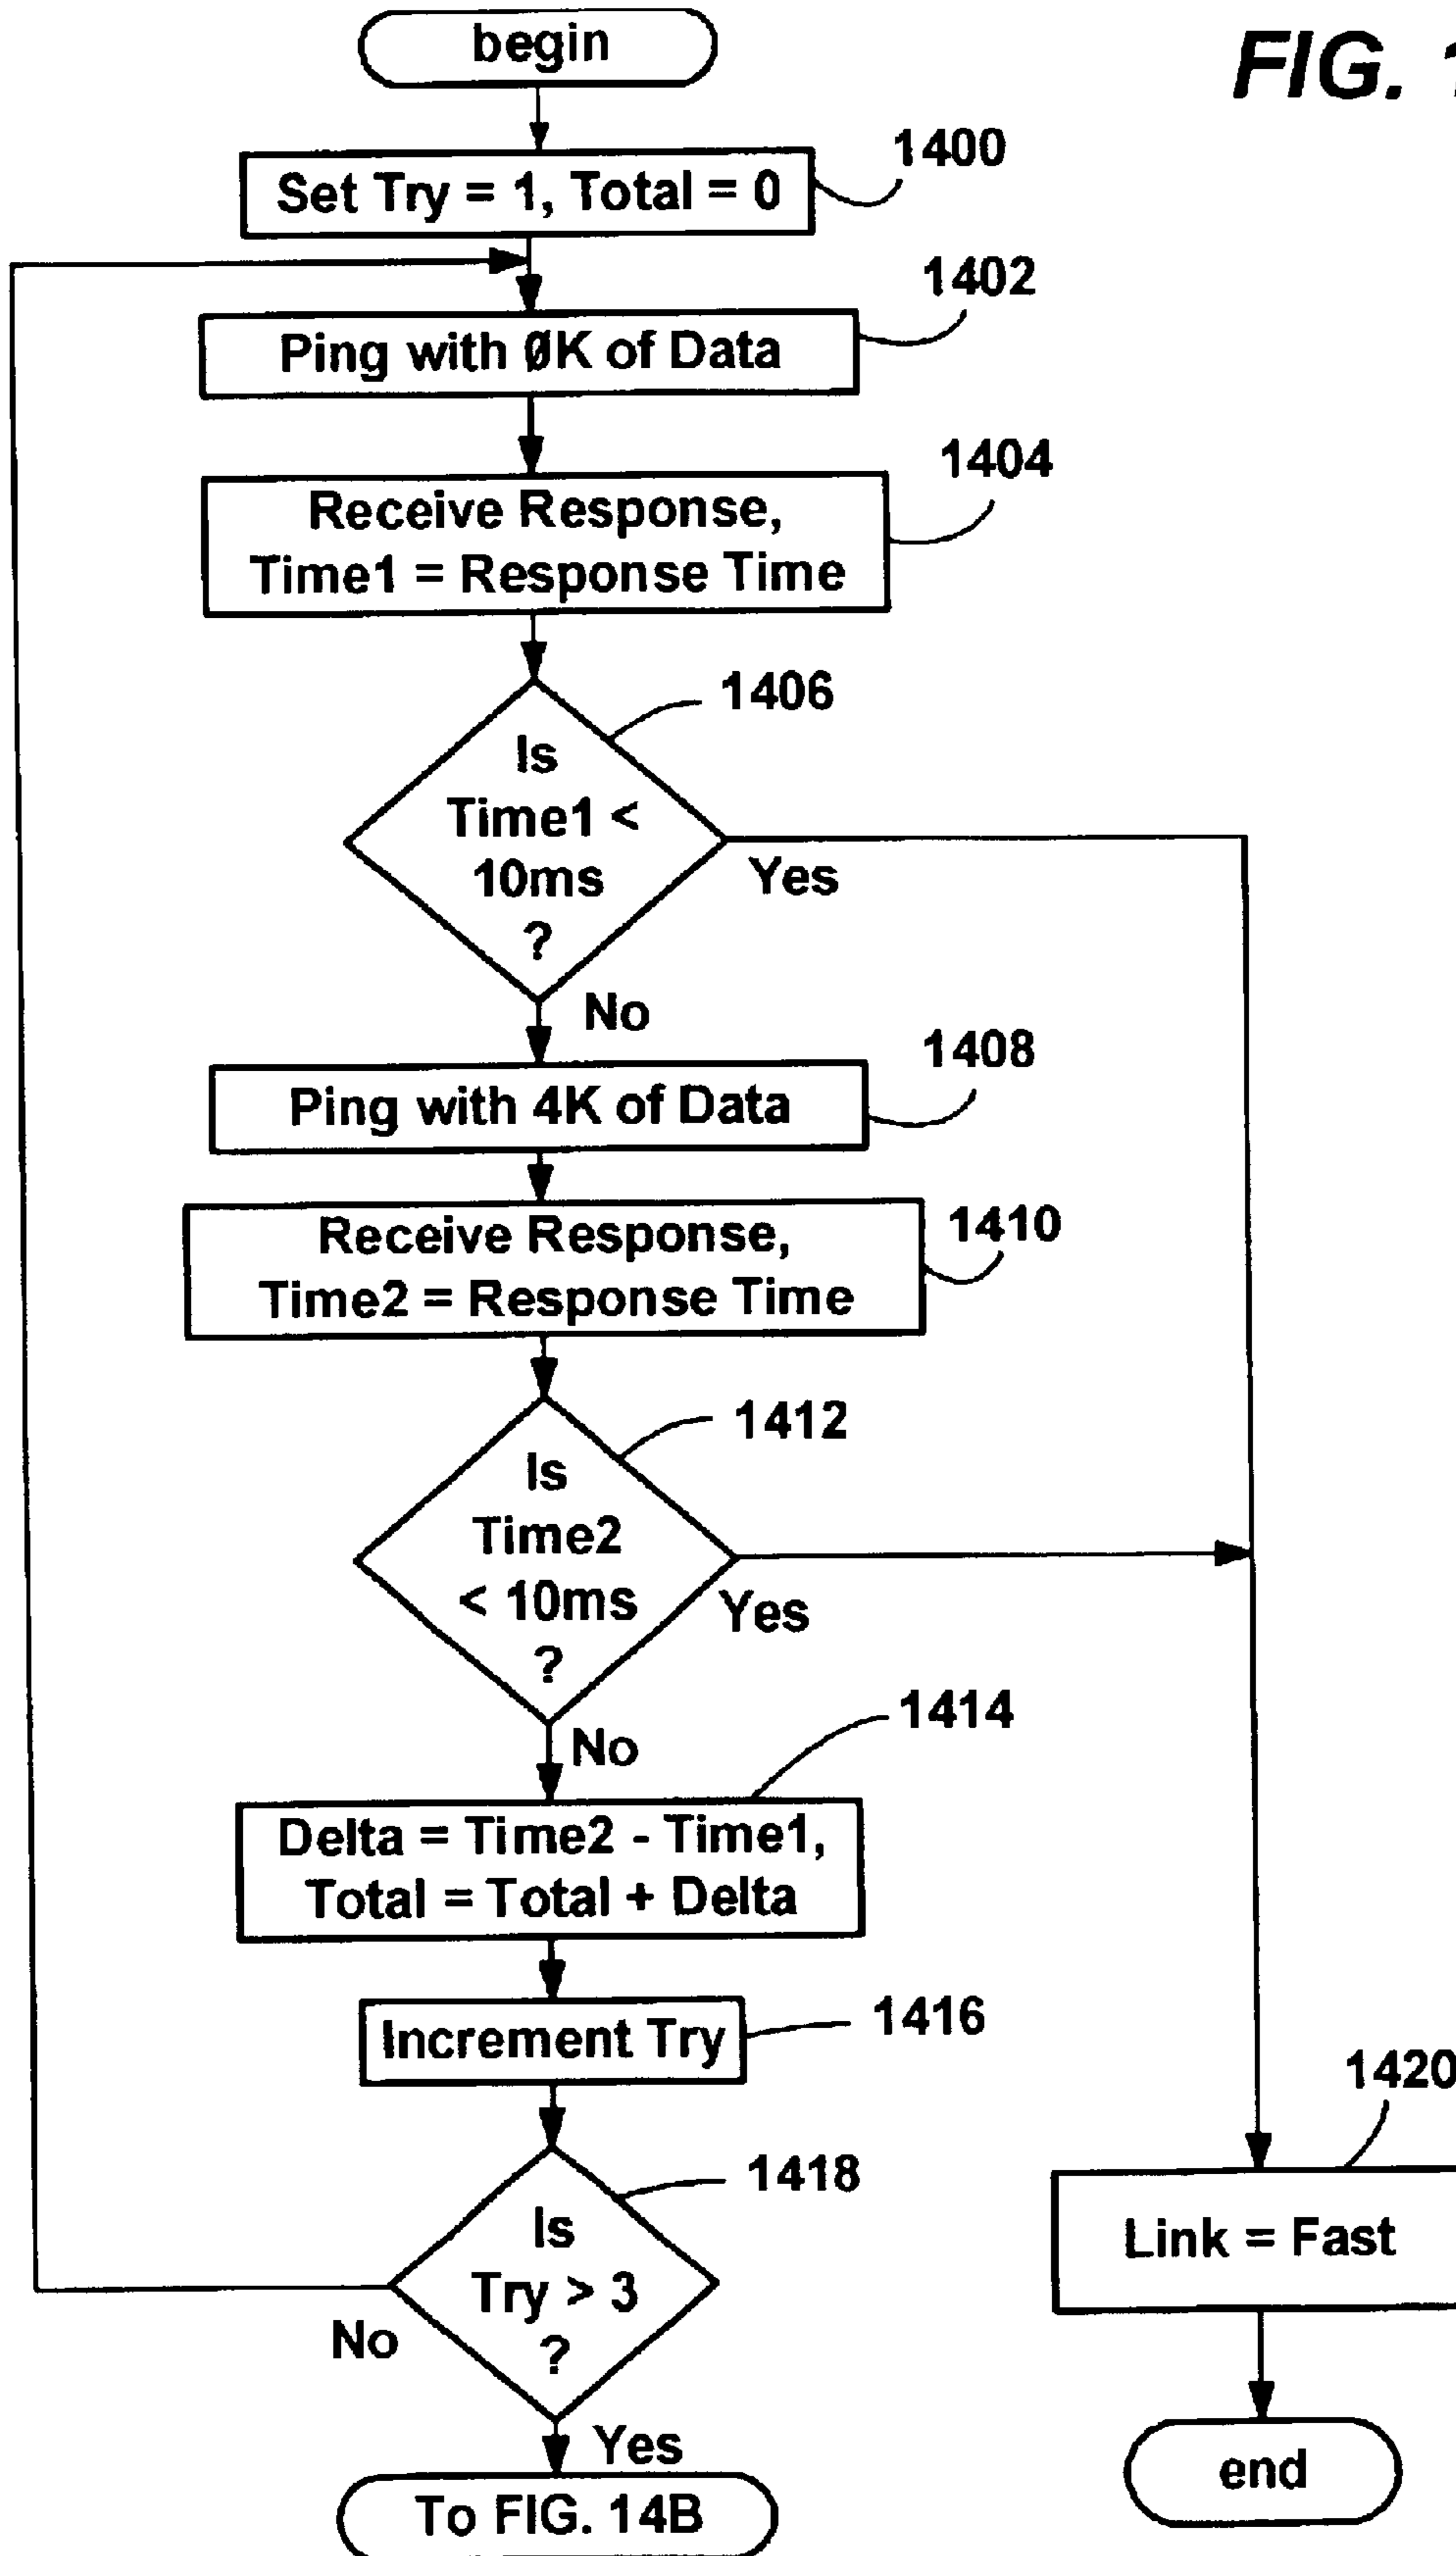 begin
FIG. 1
1400
Set Try = 1, Total = 0
1402
Ping with 0K of Data
1404
Receive Response,
Time1 = Response Time
1406
Is
Time1 <
10ms
?
Yes
No
1408
Ping with 4K of Data
1410
Receive Response,
Time2 = Response Time
1412
Is
Time2
< 10ms
?
Yes
No
1414
Delta = Time2 - Time1,
Total = Total + Delta
1416
Increment Try
1418
Is
Try > 3
?
No
Yes
To FIG. 14B
1420
Link = Fast
end